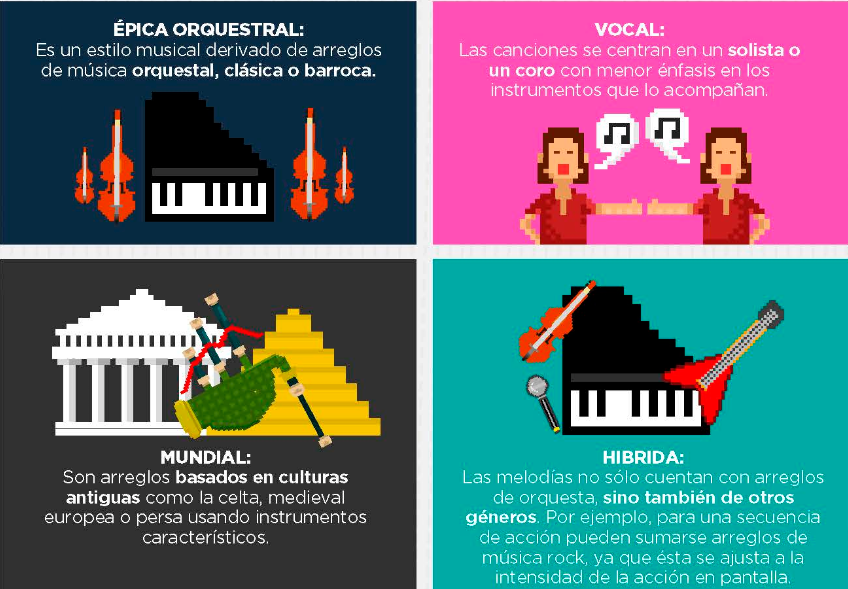 ÉPICA ORQUESTRAL:
Es un estilo musical derivado de arreglos
de música orquestal, clásica o barroca.
VOCAL:
Las canciones se centran en un solista o
un coro con menor énfasis en los
instrumentos que lo acompañan.
MUNDIAL:
Son arreglos basados en culturas
antiguas como la celta, medieval
europea o persa usando instrumentos
característicos.
HIBRIDA:
Las melodías no sólo cuentan con arreglos
de orquesta, sino también de otros
géneros. Por ejemplo, para una secuencia
de acción pueden sumarse arreglos de
música rock, ya que ésta se ajusta a la
intensidad de la acción en pantalla.